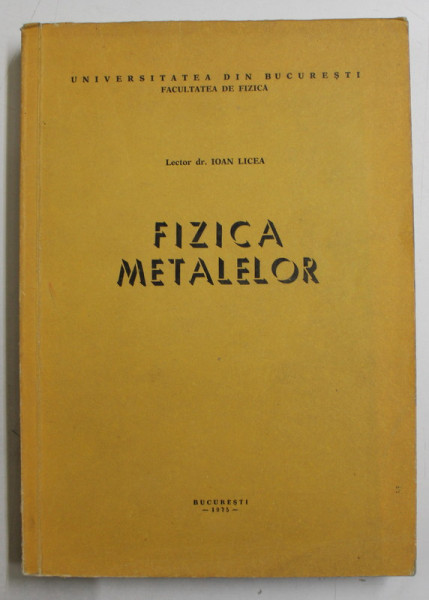 UNIVERSITATEA DIN BUCUREȘTI
FACULTATEA DE FIZICA
Lector dr. IOAN LICEA
FIZICA
METALELOR
BUCUREȘTI
— 1975 —